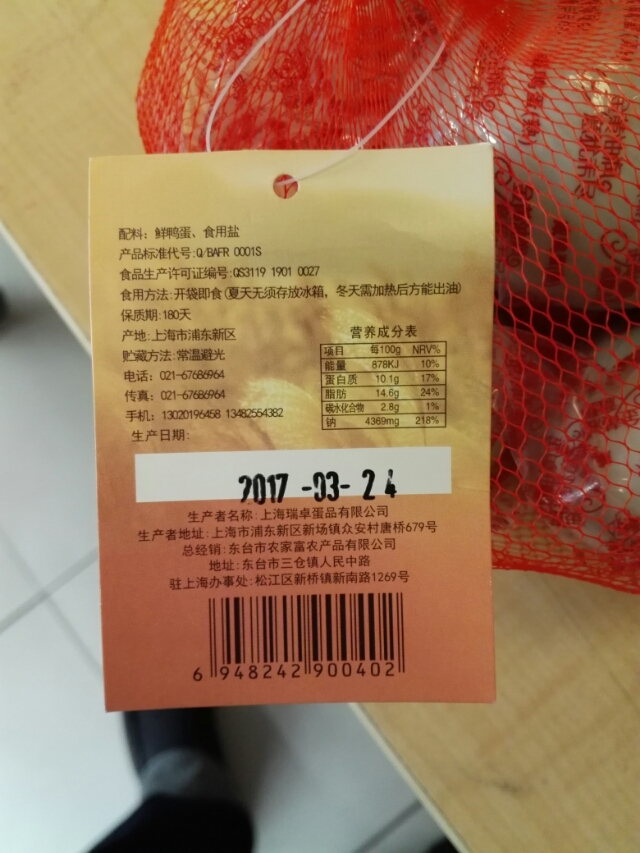 配料：鲜鸭蛋、食用盐
产品标准代号:Q/BAFR 0001S
食品生产许可证编号:QS3119 1901 0027
食用方法:开袋即食(夏天无须存放冰箱，冬天需加热后方能出油)
保质期:180天
产地:上海市浦东新区
贮藏方法:常温避光
电话：021-67686964
传真：021-67686964
手机：13020196458 13482554382
生产日期:
营养成分表
项目 每100g NRV%
能量 878KJ 10%
蛋白质 10.1g 17%
脂肪 14.6g 24%
碳水化合物 2.8g 1%
钠 4369mg 218%
2017-03-24
生产者名称:上海瑞卓蛋品有限公司
生产者地址:上海市浦东新区新场镇众安村唐桥679号
总经销:东台市农家富农产品有限公司
地址:东台市三仓镇人民中路
驻上海办事处:松江区新桥镇新南路1269号
6 948242 900402